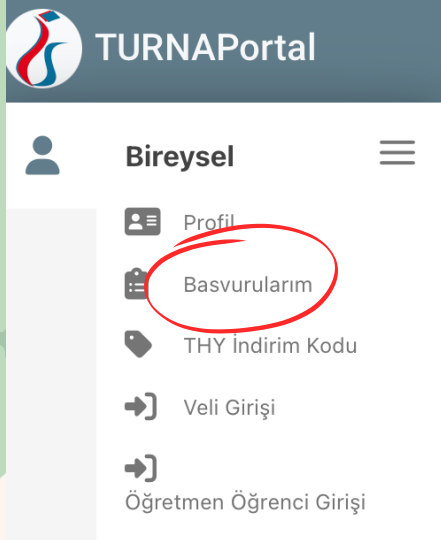 TURNAPortal
Bireysel
Profil
Basvurularım
THY İndirim Kodu
Veli Girişi
Öğretmen Öğrenci Girişi